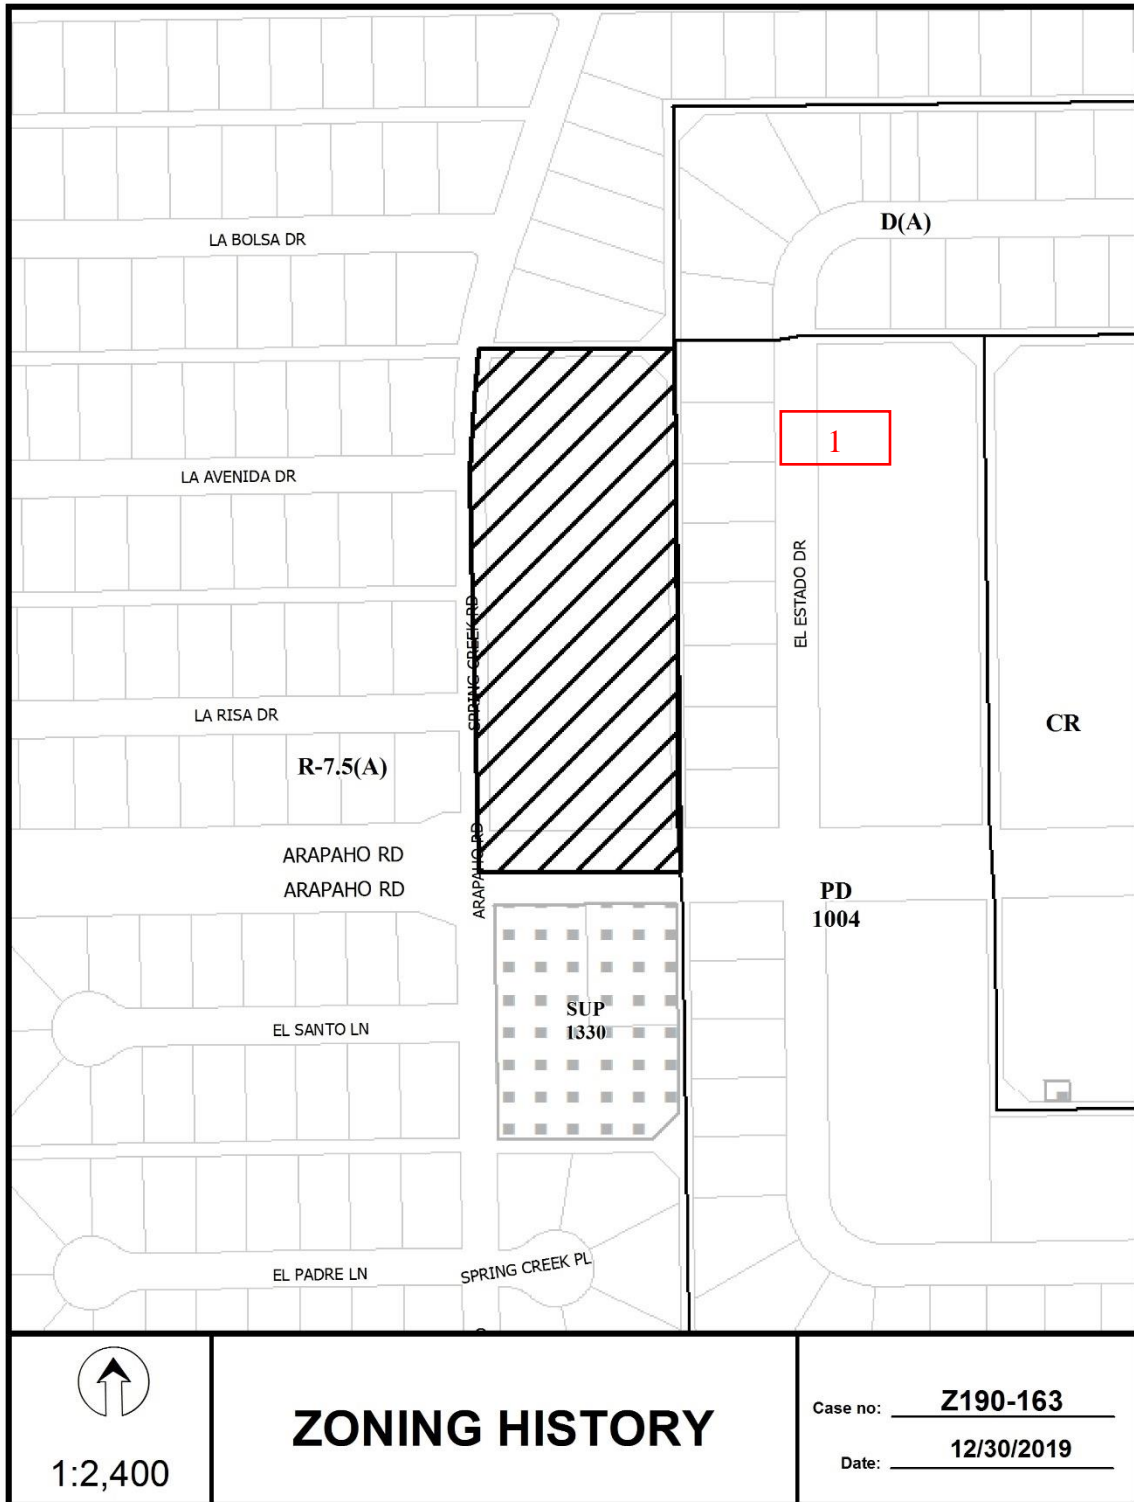 LA BOLSA DR
D(A)
1
LA AVENIDA DR
EL ESTADO DR
SPRING CREEK RD
LA RISA DR
CR
R-7.5(A)
ARAPAHO RD
ARAPAHO RD
ARAPAHO RD
PD
1004
SUP
1330
EL SANTO LN
EL PADRE LN
SPRING CREEK PL
1:2,400
ZONING HISTORY
Case no: Z190-163
Date: 12/30/2019